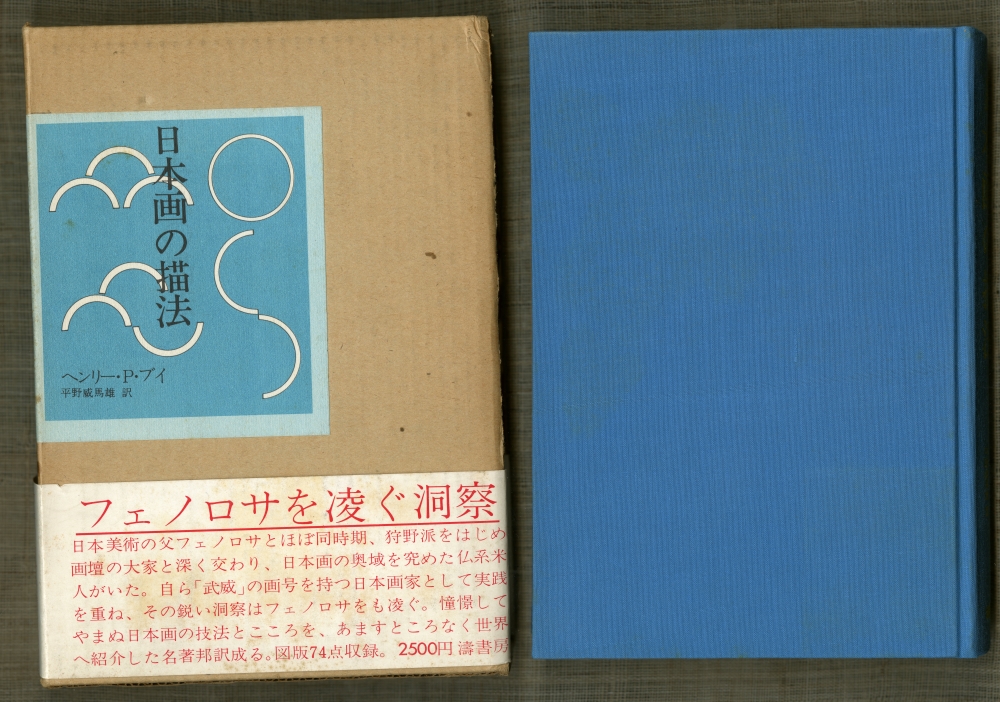 日本画の描法
ヘンリー・P・ブイ
平野威馬雄 訳
フェノロサを凌ぐ洞察
日本美術の父フェノロサとほぼ同時期、狩野派をはじめ
画壇の大家と深く交わり、日本画の奥域を究めた仏系米
人がいた。自ら「武威」の画号を持つ日本画家として実践
を重ね、その鋭い洞察はフェノロサをも凌ぐ。憧憬して
やまぬ日本画の技法とこころを、あますところなく世界
へ紹介した名著邦訳成る。図版74点収録。 2500円 濤書房